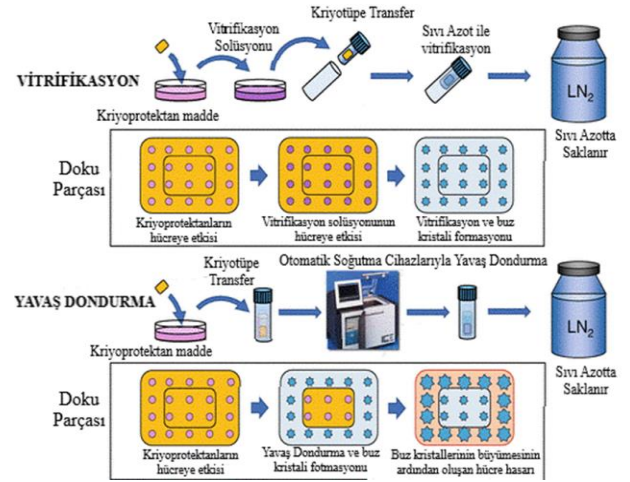 Kriyotüpe Transfer
Vitrifikasyon
Solüsyonu
Sıvı Azot ile
vitrifikasyon
VİTRİFİKASYON
LN2
Kriyoprotektan madde
Sıvı Azotta
Saklanır
Doku
Parçası
Kriyoprotektanların
hücreye etkisi
Vitrifikasyon solüsyonunun
hücreye etkisi
Vitrifikasyon ve buz
kristali formasyonu
Kriyotüpe
Transfer
Otomatik Soğutma Cihazlarıyla Yavaş Dondurma
YAVAŞ DONDURMA
LN2
Kriyoprotektan madde
Sıvı Azotta
Saklanır
Doku
Parçası
Kriyoprotektanların
hücreye etkisi
Yavaş Dondurma ve buz
kristali fotmasyonu
Buz kristallerinin büyümesinin
ardından oluşan hücre hasarı